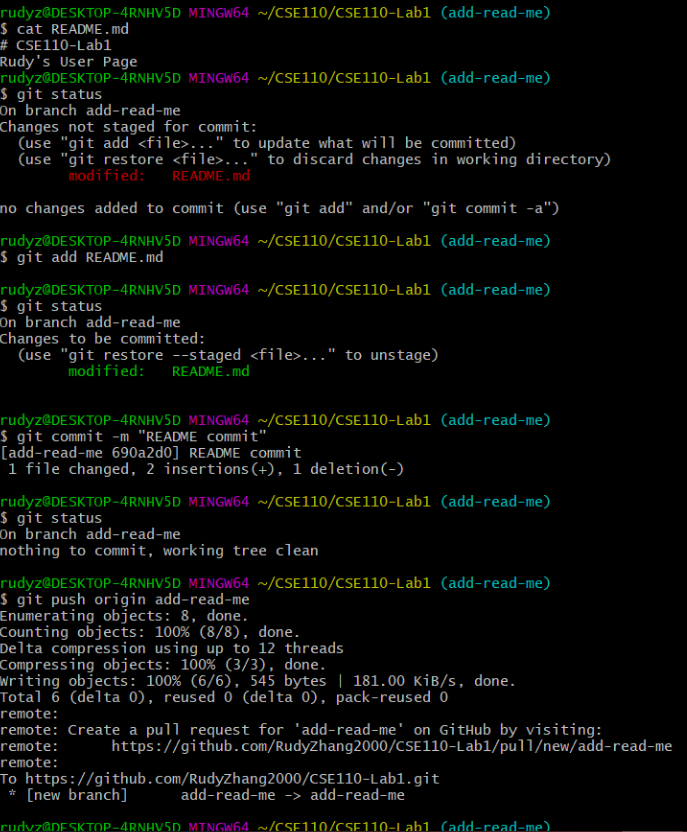 rudyz@DESKTOP-4RNHV5D MINGW64 ~/CSE110/CSE110-Lab1 (add-read-me)
$ cat README.md
# CSE110-Lab1
Rudy's User Page
rudyz@DESKTOP-4RNHV5D MINGW64 ~/CSE110/CSE110-Lab1 (add-read-me)
$ git status
On branch add-read-me
Changes not staged for commit:
  (use "git add <file>..." to update what will be committed)
  (use "git restore <file>..." to discard changes in working directory)
        modified:   README.md

no changes added to commit (use "git add" and/or "git commit -a")

rudyz@DESKTOP-4RNHV5D MINGW64 ~/CSE110/CSE110-Lab1 (add-read-me)
$ git add README.md

rudyz@DESKTOP-4RNHV5D MINGW64 ~/CSE110/CSE110-Lab1 (add-read-me)
$ git status
On branch add-read-me
Changes to be committed:
  (use "git restore --staged <file>..." to unstage)
        modified:   README.md


rudyz@DESKTOP-4RNHV5D MINGW64 ~/CSE110/CSE110-Lab1 (add-read-me)
$ git commit -m "README commit"
[add-read-me 690a2d0] README commit
 1 file changed, 2 insertions(+), 1 deletion(-)

rudyz@DESKTOP-4RNHV5D MINGW64 ~/CSE110/CSE110-Lab1 (add-read-me)
$ git status
On branch add-read-me
nothing to commit, working tree clean

rudyz@DESKTOP-4RNHV5D MINGW64 ~/CSE110/CSE110-Lab1 (add-read-me)
$ git push origin add-read-me
Enumerating objects: 8, done.
Counting objects: 100% (8/8), done.
Delta compression using up to 12 threads
Compressing objects: 100% (3/3), done.
Writing objects: 100% (6/6), 545 bytes | 181.00 KiB/s, done.
Total 6 (delta 0), reused 0 (delta 0), pack-reused 0
remote:
remote: Create a pull request for 'add-read-me' on GitHub by visiting:
remote:      https://github.com/RudyZhang2000/CSE110-Lab1/pull/new/add-read-me
remote:
To https://github.com/RudyZhang2000/CSE110-Lab1.git
 * [new branch]      add-read-me -> add-read-me

rudyz@DESKTOP-4RNHV5D MINGW64 ~/CSE110/CSE110-Lab1 (add-read-me)